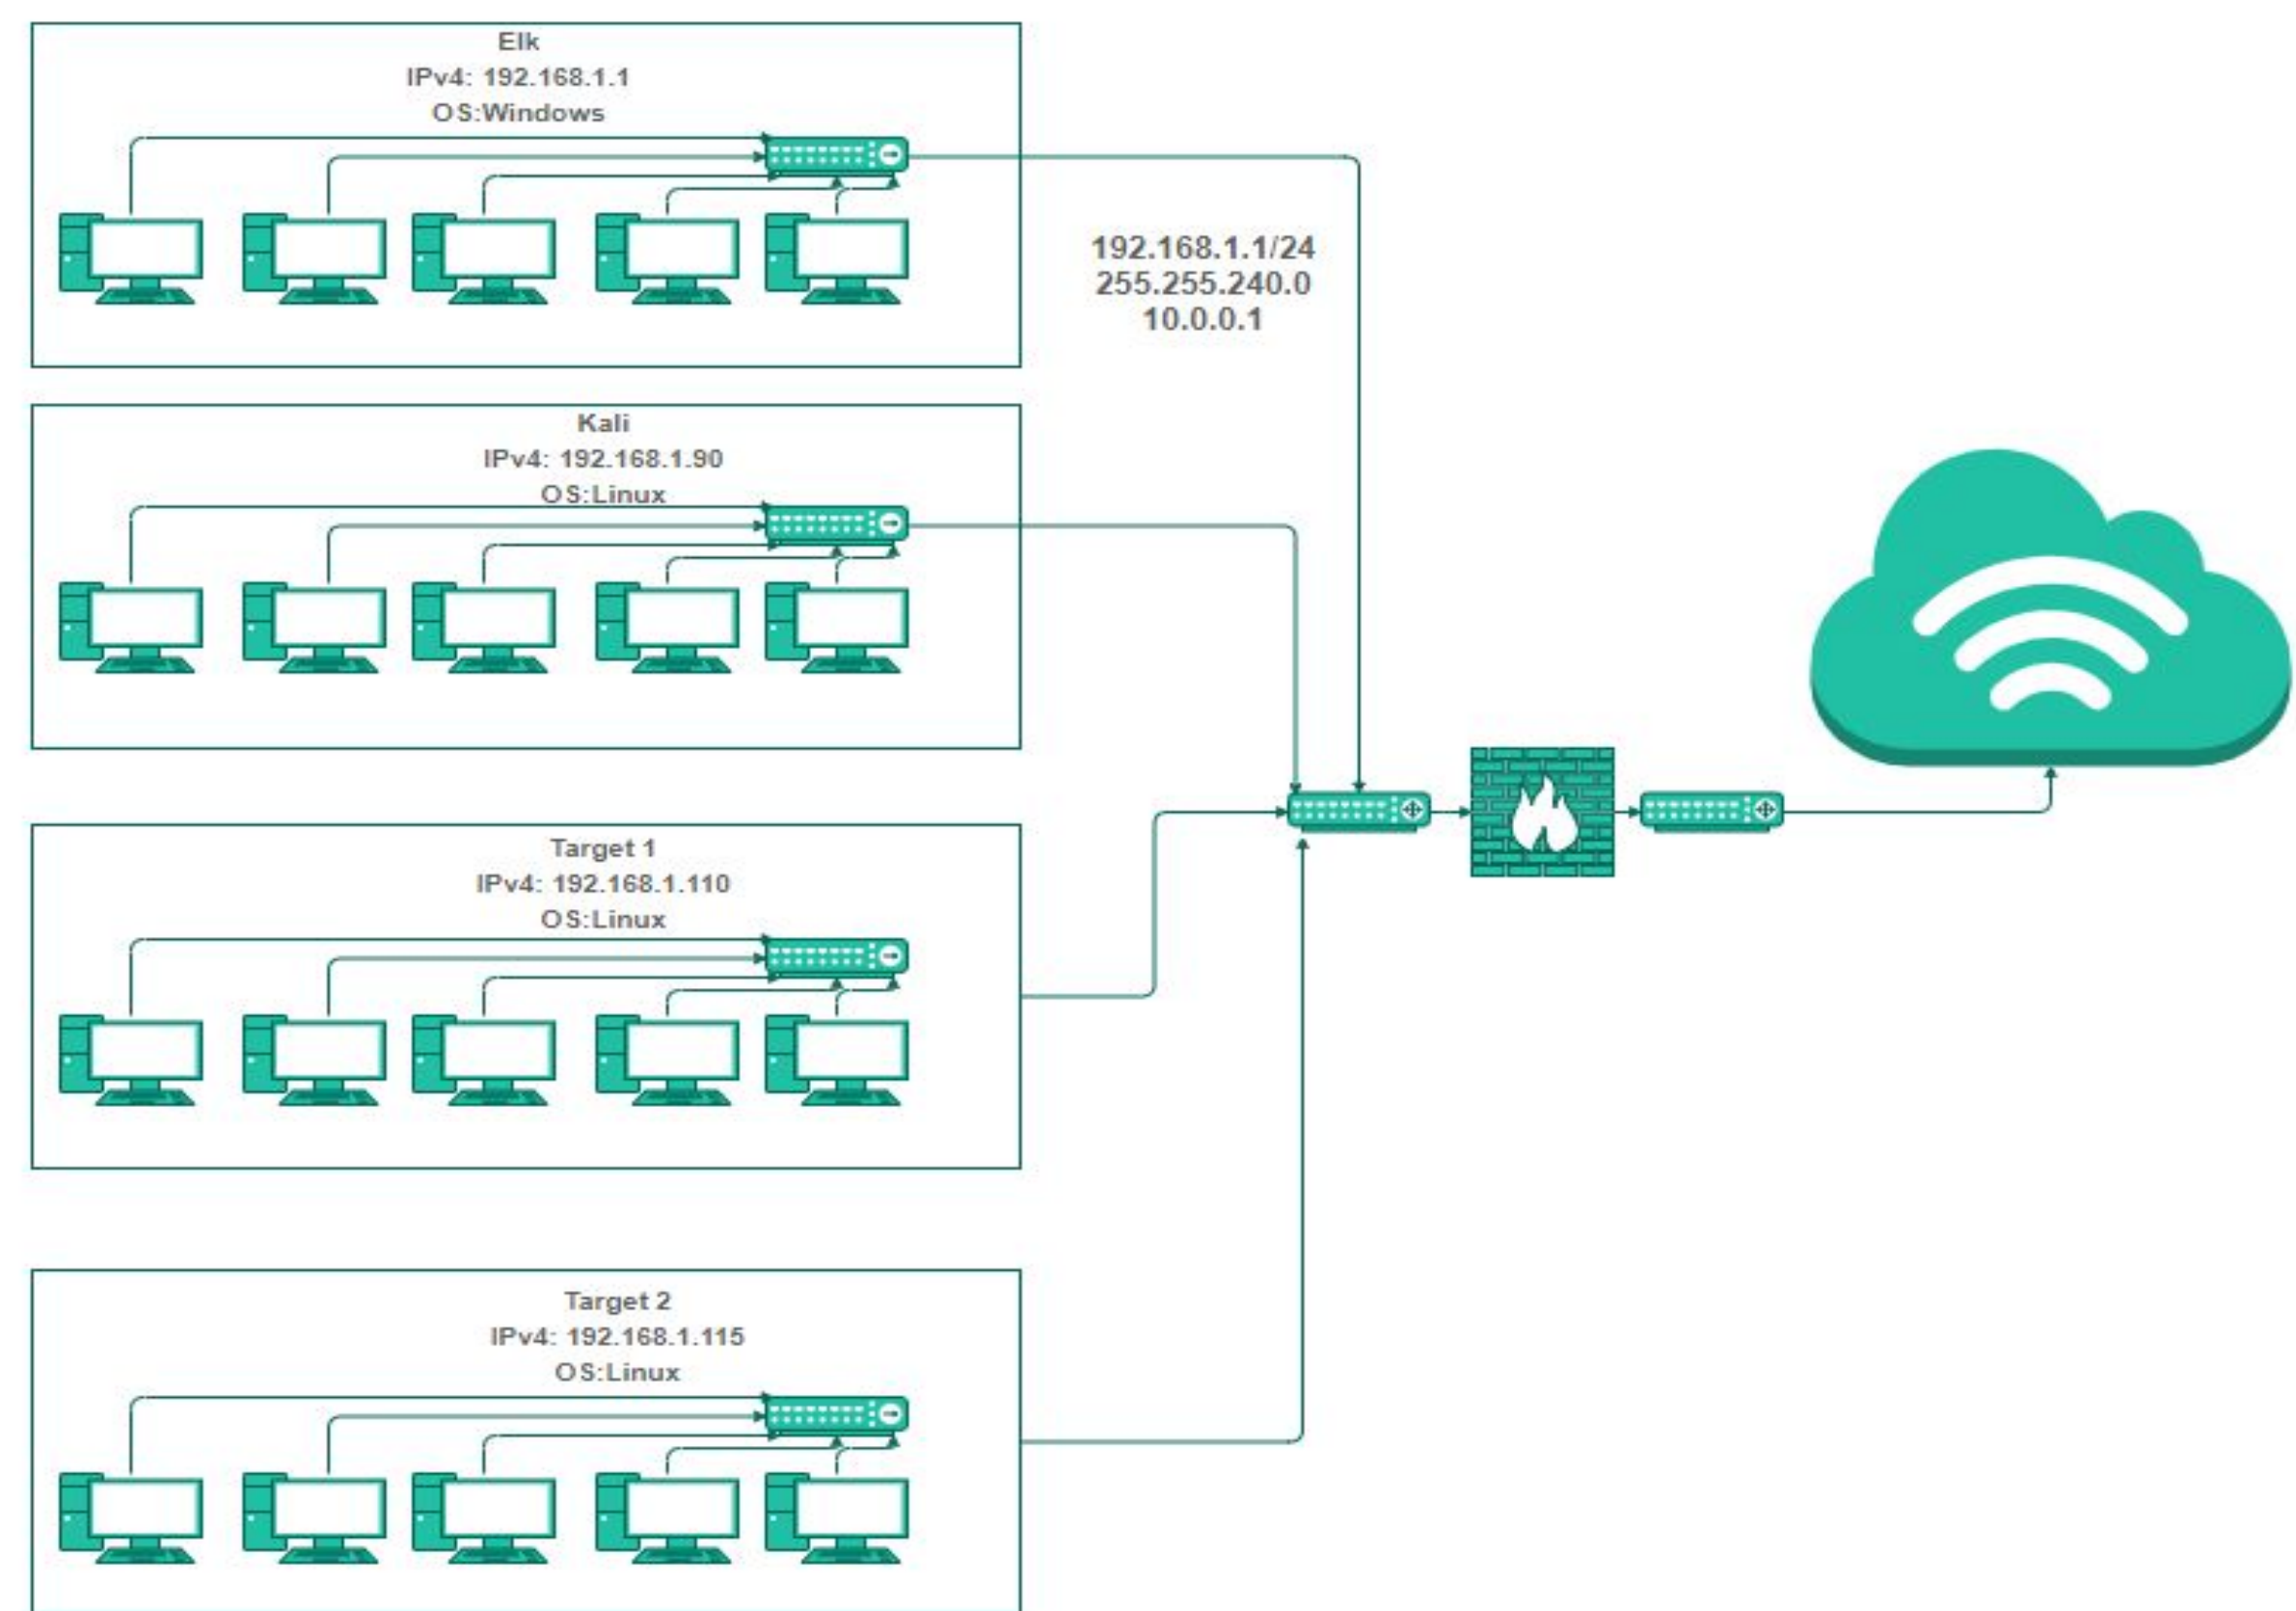 Elk
IPv4: 192.168.1.1
OS:Windows
192.168.1.1/24
255.255.240.0
10.0.0.1
Kali
IPv4: 192.168.1.90
OS:Linux
Target 1
IPv4: 192.168.1.110
OS:Linux
Target 2
IPv4: 192.168.1.115
OS:Linux